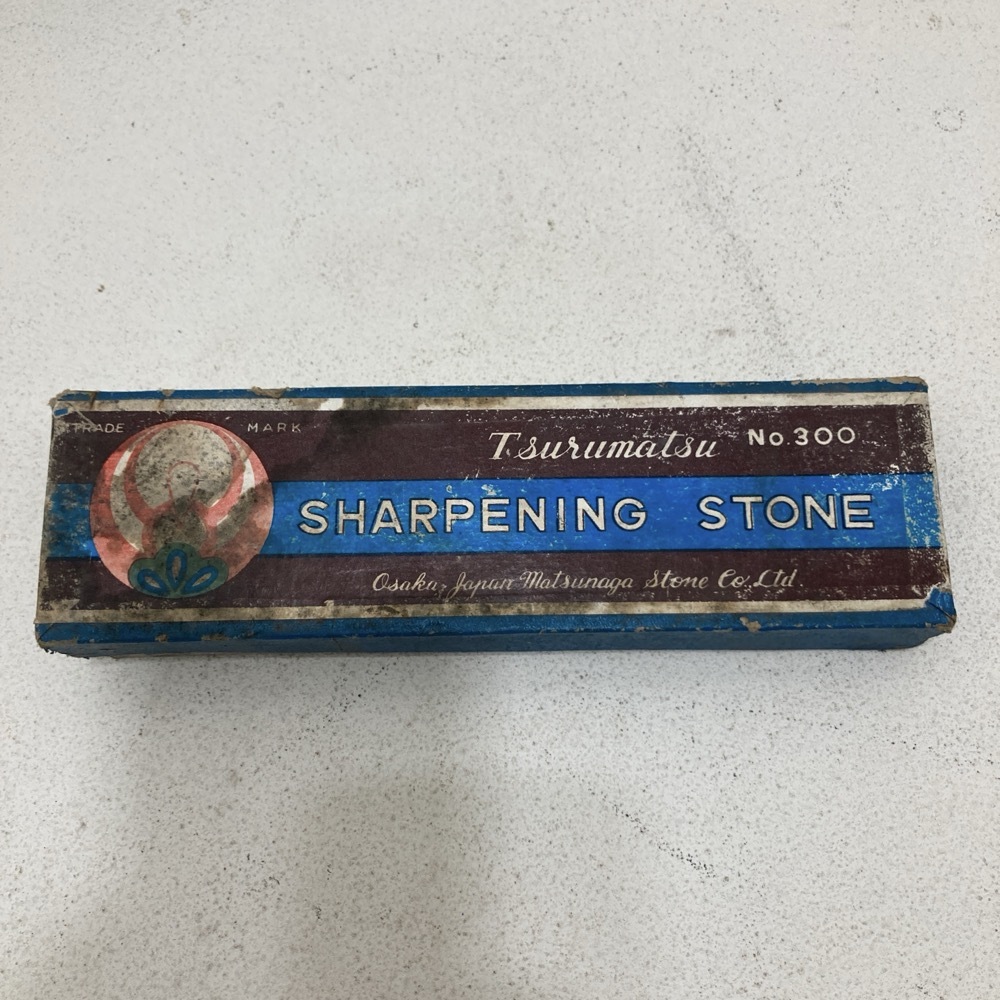 TRADE MARK
Tsurumatsu No.300
SHARPENING STONE
Osaka, Japan Matsunaga Stone Co. Ltd.